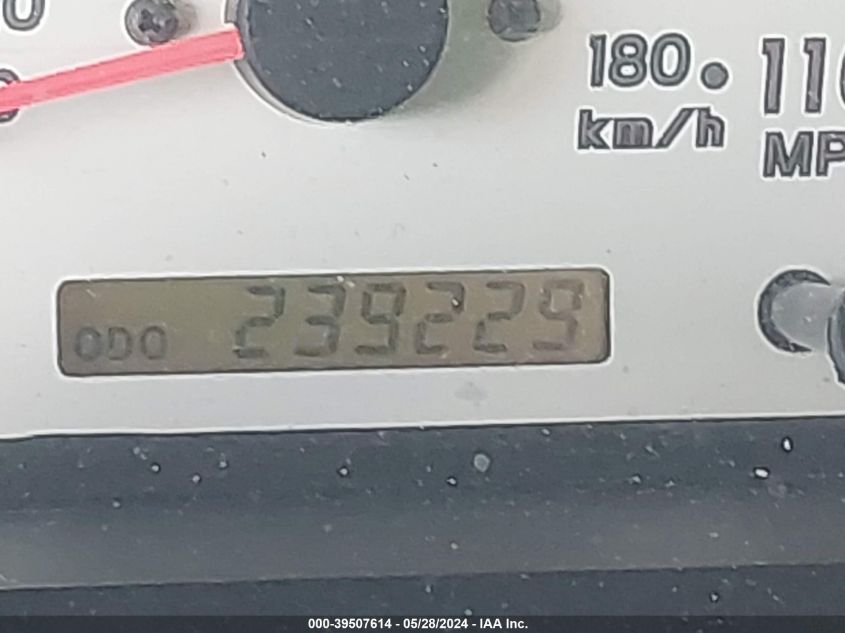 180
km/h
ODO 239229
000-39507614 - 05/28/2024 - IAA Inc.